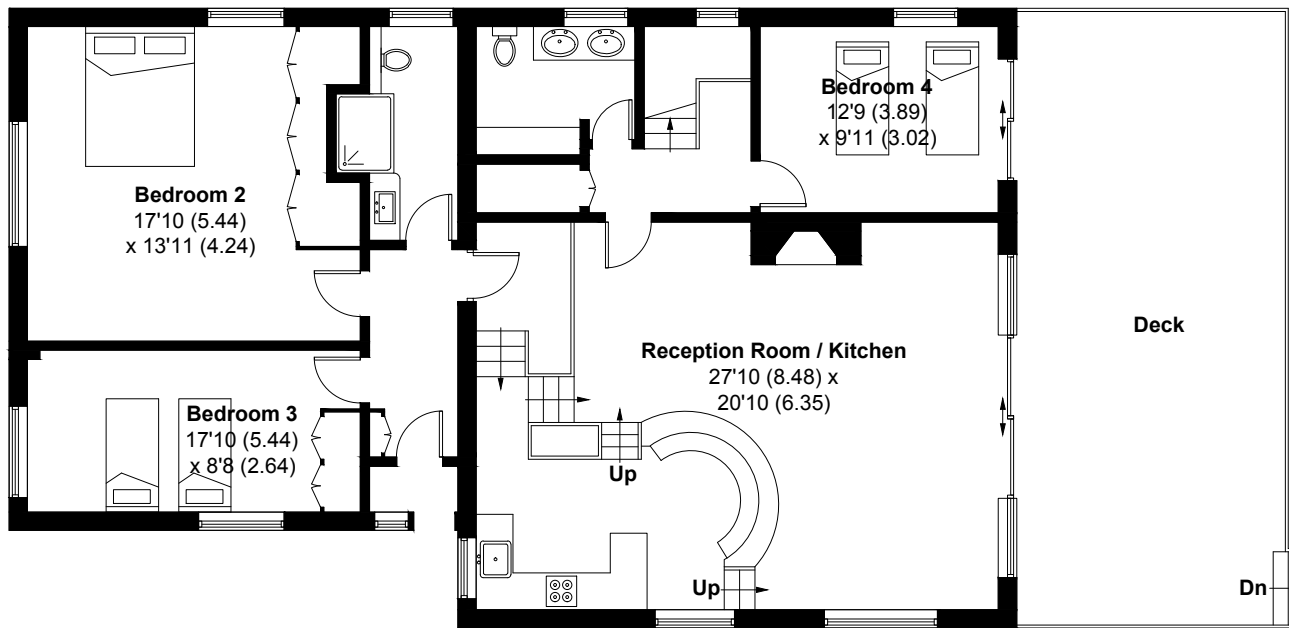 Bedroom 4
12'9 (3.89)
x 9'11 (3.02)
Bedroom 2
17'10 (5.44)
x 13'11 (4.24)
Deck
Reception Room / Kitchen
27'10 (8.48) x
20'10 (6.35)
Bedroom 3
17'10 (5.44)
x 8'8 (2.64)
Up
Up
Dn